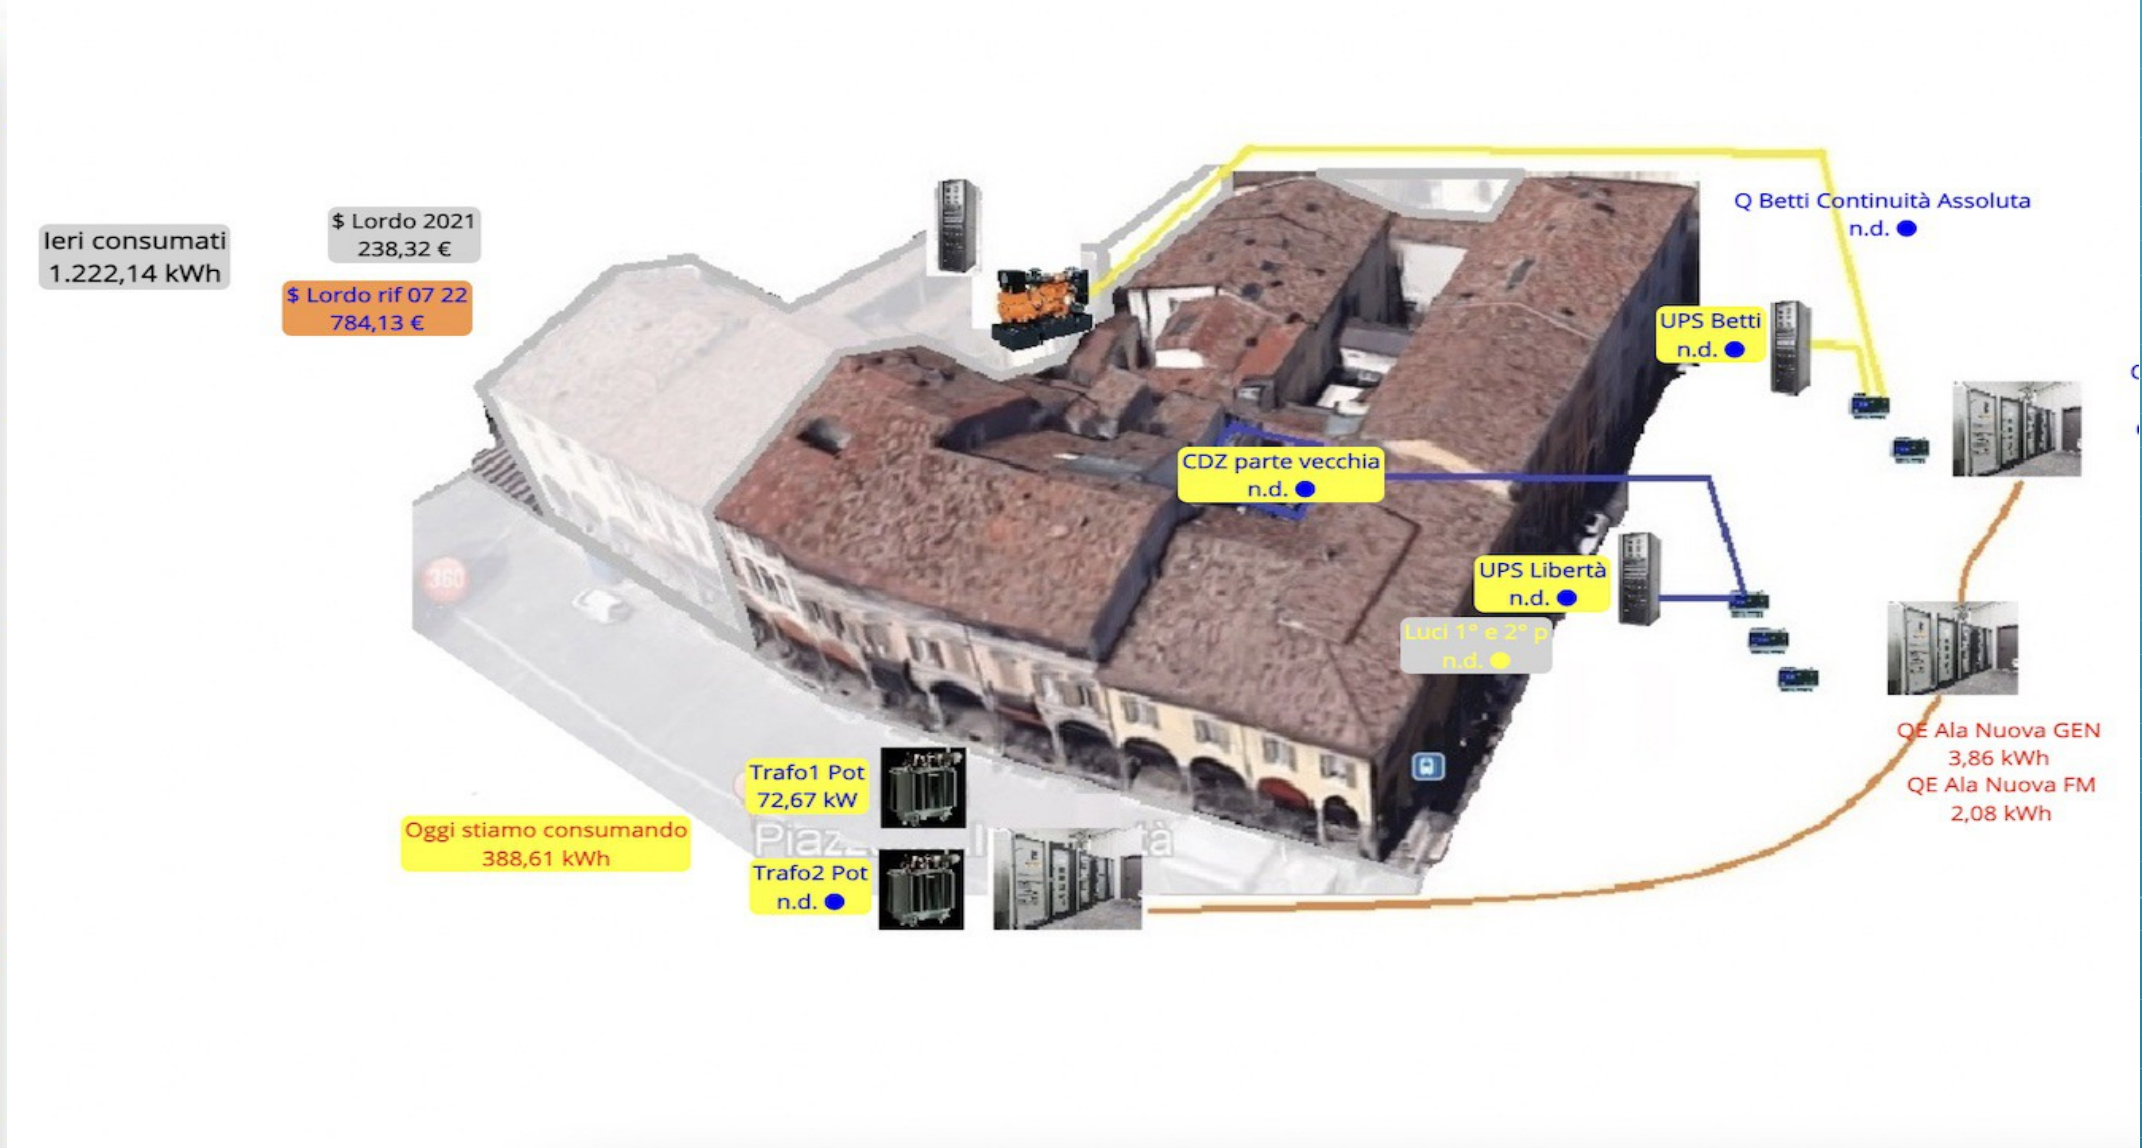 Ieri consumati
1.222,14 kWh
$ Lordo 2021
238,32 €
$ Lordo rif 07 22
784,13 €
Q Betti Continuità Assoluta
n.d.
UPS Betti
n.d.
CDZ parte vecchia
n.d.
UPS Libertà
n.d.
Luci 1° e 2° p
n.d.
360
QE Ala Nuova GEN
3,86 kWh
QE Ala Nuova FM
2,08 kWh
Trafo1 Pot
72,67 kW
Oggi stiamo consumando
388,61 kWh
Trafo2 Pot
n.d.